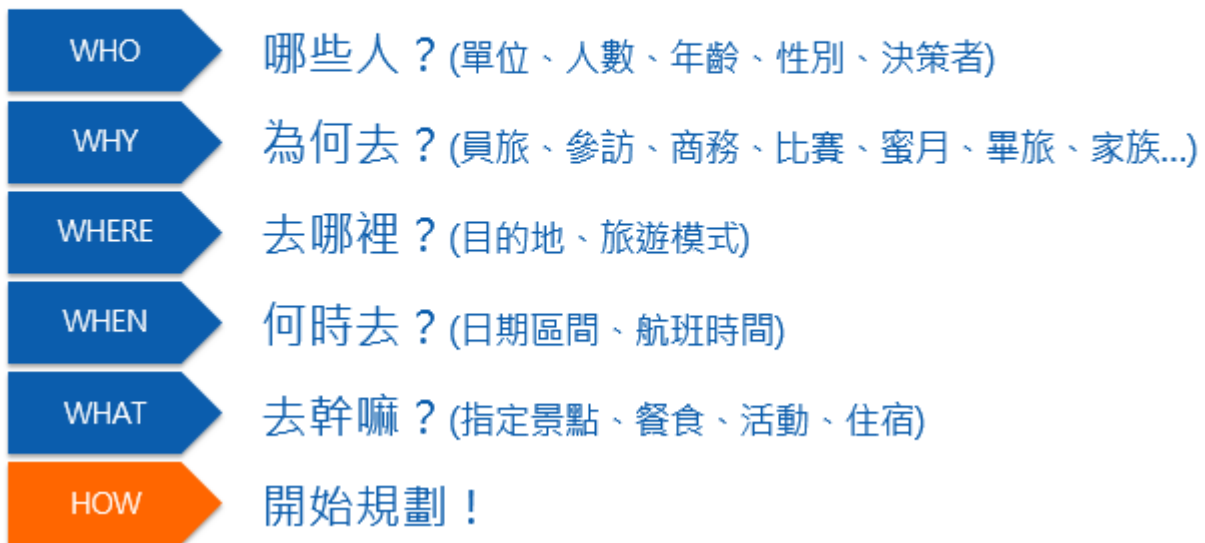 WHO 哪些人？(單位、人數、年齡、性別、決策者)
WHY 為何去？(員旅、參訪、商務、比賽、蜜月、畢旅、家族...)
WHERE 去哪裡？(目的地、旅遊模式)
WHEN 何時去？(日期區間、航班時間)
WHAT 去幹嘛？(指定景點、餐食、活動、住宿)
HOW 開始規劃！